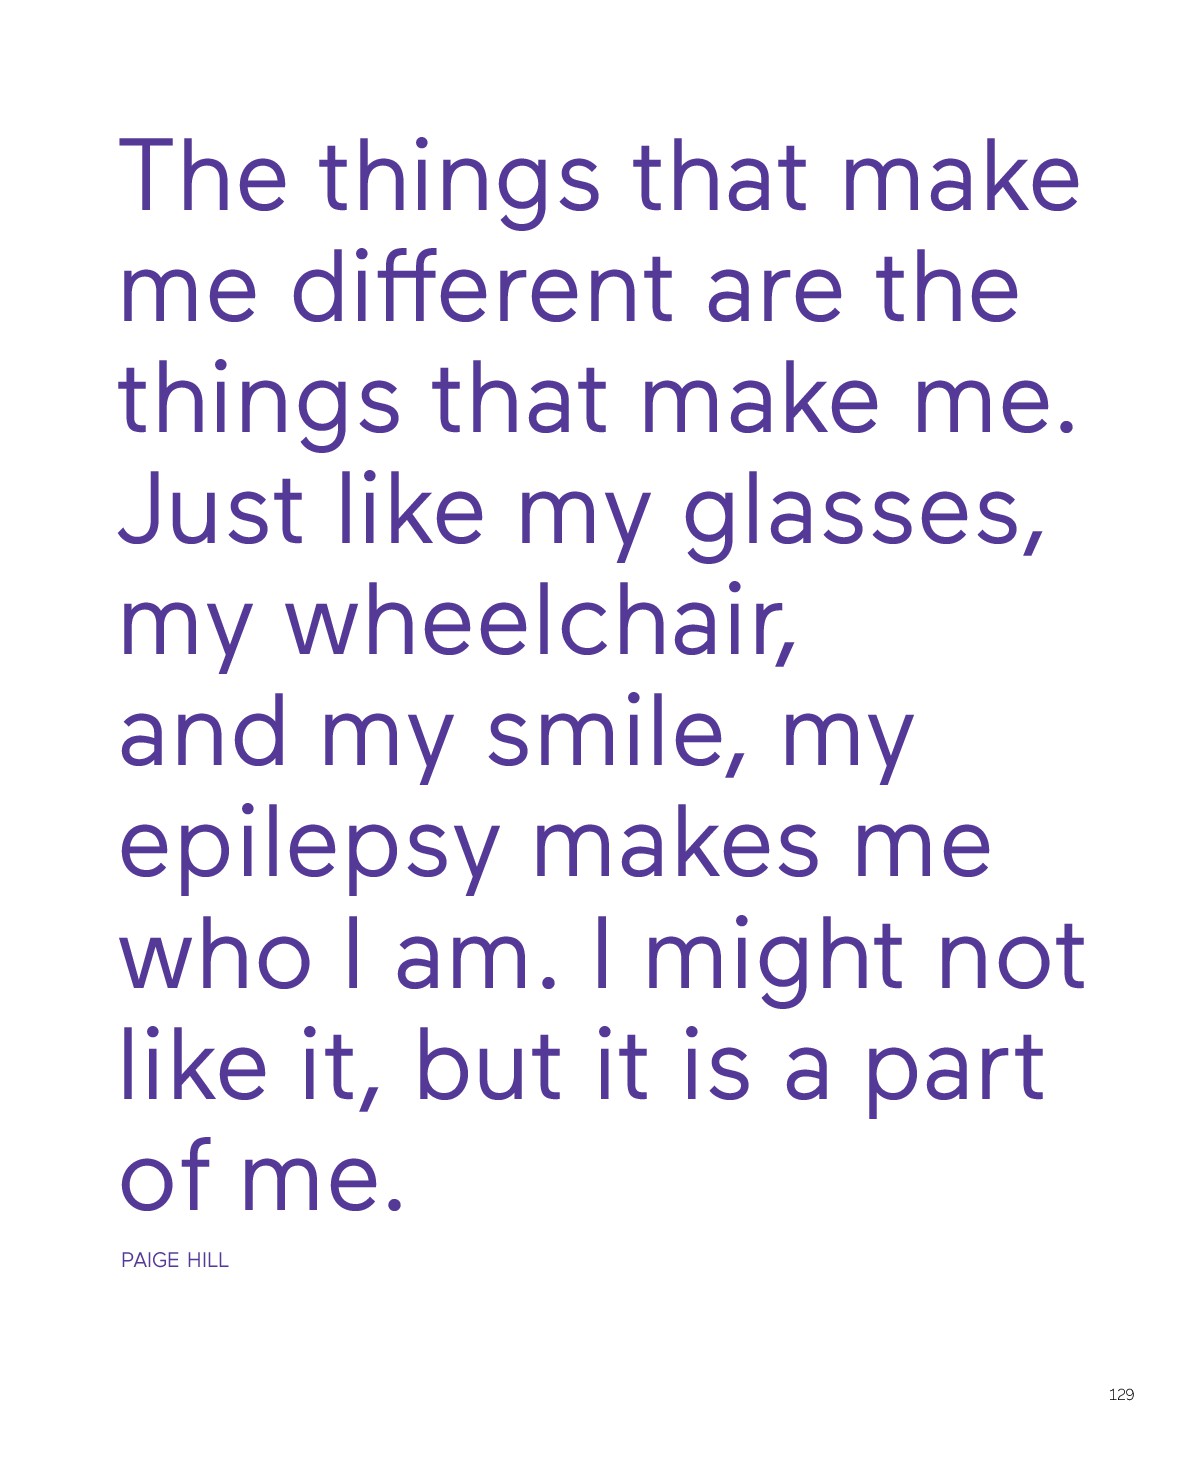 The things that make
me different are the
things that make me.
Just like my glasses,
my wheelchair,
and my smile, my
epilepsy makes me
who I am. I might not
like it, but it is a part
of me.
PAIGE HILL
129